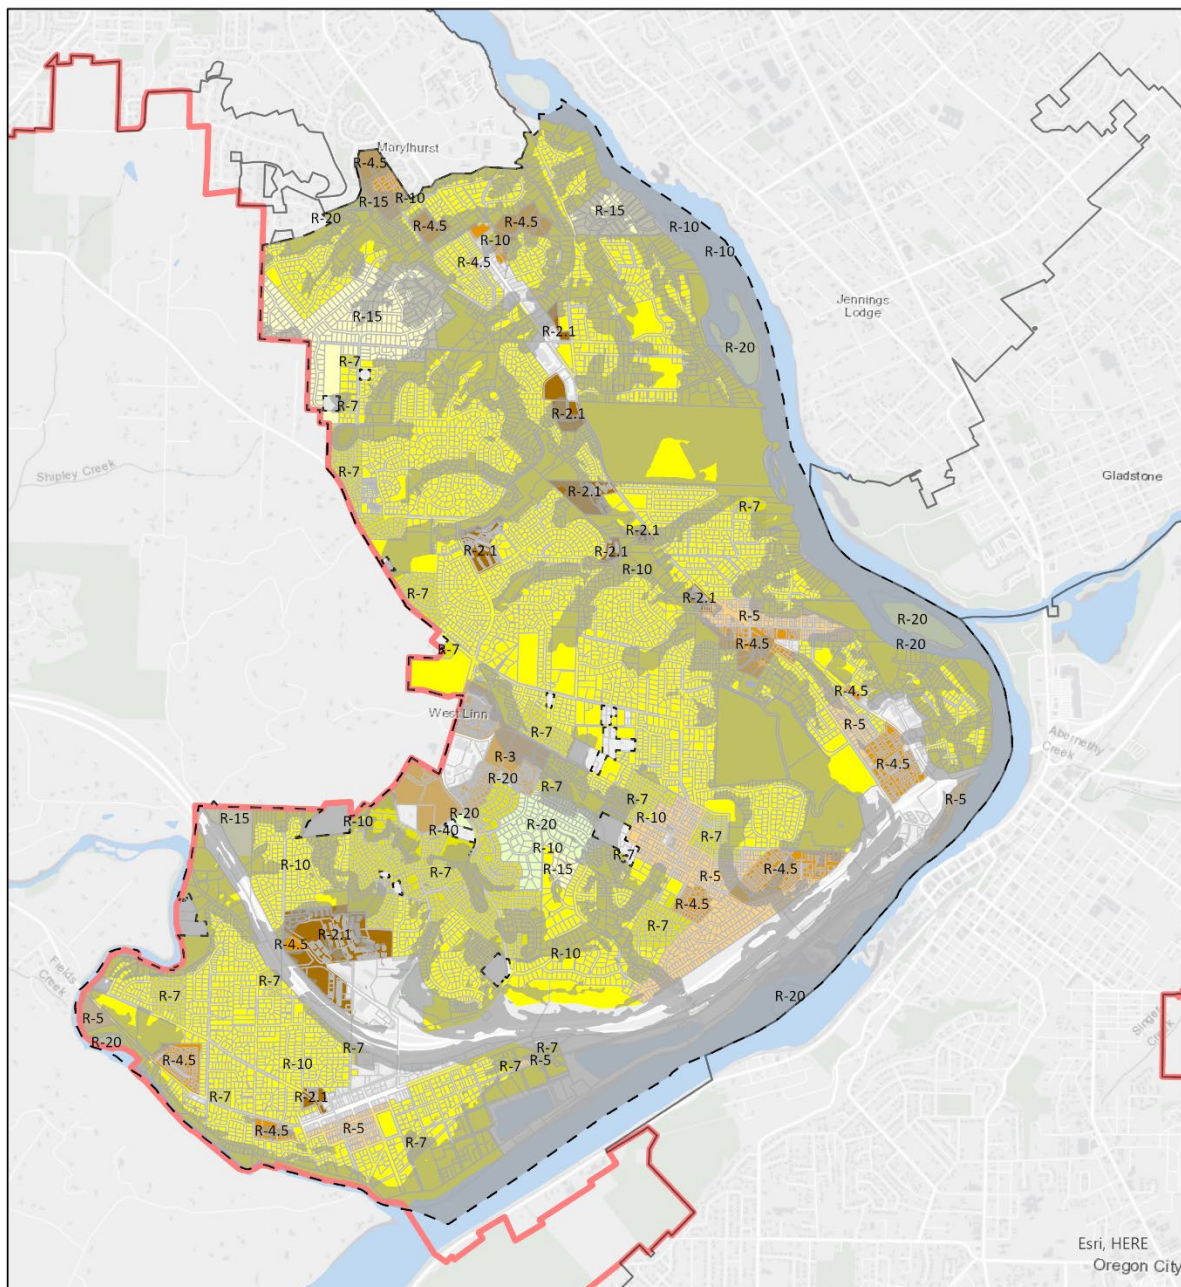 Marylhurst
R-4.5
R-15
R-10
R-20
R-4.5
R-4.5
R-15
R-10
R-10
R-4.5
R-10
R-15
R-2.1
Jennings
Lodge
R-20
R-7
R-7
R-2.1
R-7
Shipley Creek
Gladstone
R-2.1
R-7
R-2.1
R-2.1
R-2.1
R-10
R-7
R-2.1
R-5
R-20
R-4.5
R-20
R-7
R-4.5
West Linn
R-5
R-7
Abernethy
Creek
R-3
R-4.5
R-20
R-7
R-7
R-5
R-15
R-10
R-20
R-40
R-20
R-10
R-7
R-10
R-7
R-10
R-7
R-15
R-4.5
R-7
R-5
R-4.5
R-2.1
R-4.5
R-7
R-10
Fields
Creek
R-7
R-7
R-20
R-5
R-20
R-7
R-7
R-5
R-4.5
R-10
R-7
R-7
R-2.1
R-4.5
R-5
R-7
Creek
Esri, HERE
Oregon City